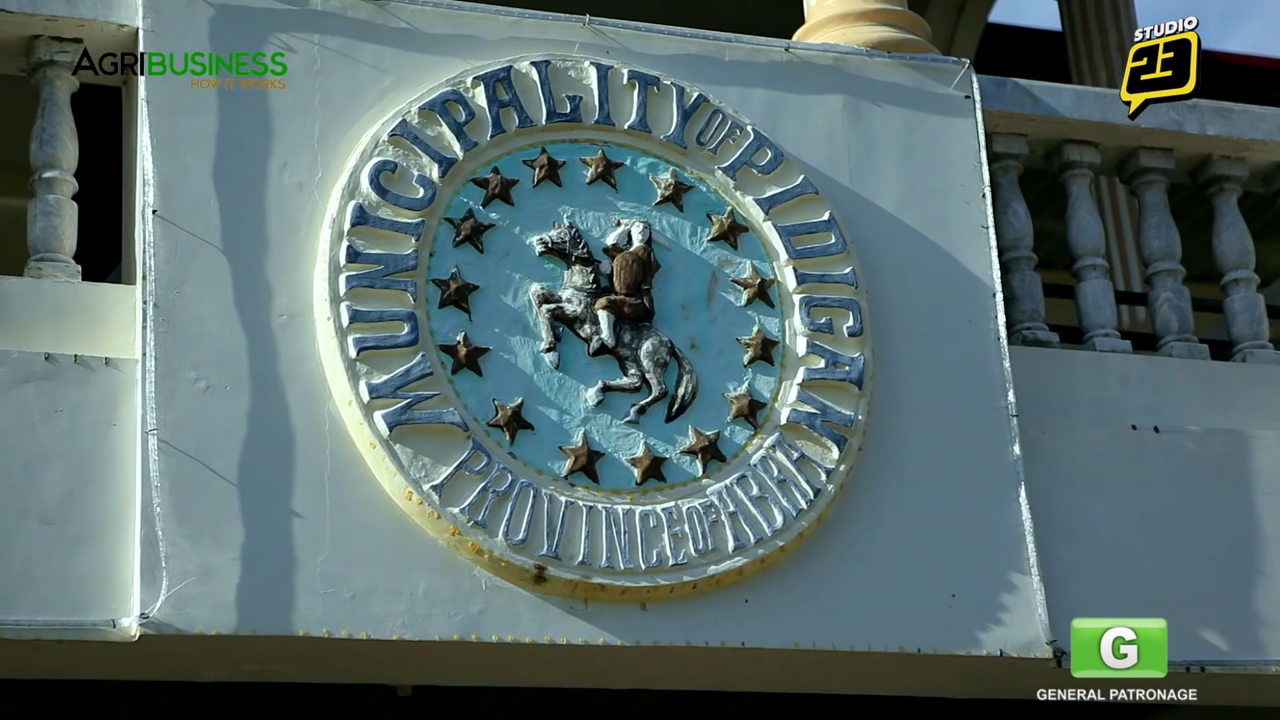 AGRIBUSINESS
HOW IT WORKS
STUDIO
23
MUNICIPALITY OF PIDIGAN
PROVINCE OF ABRA
G
GENERAL PATRONAGE